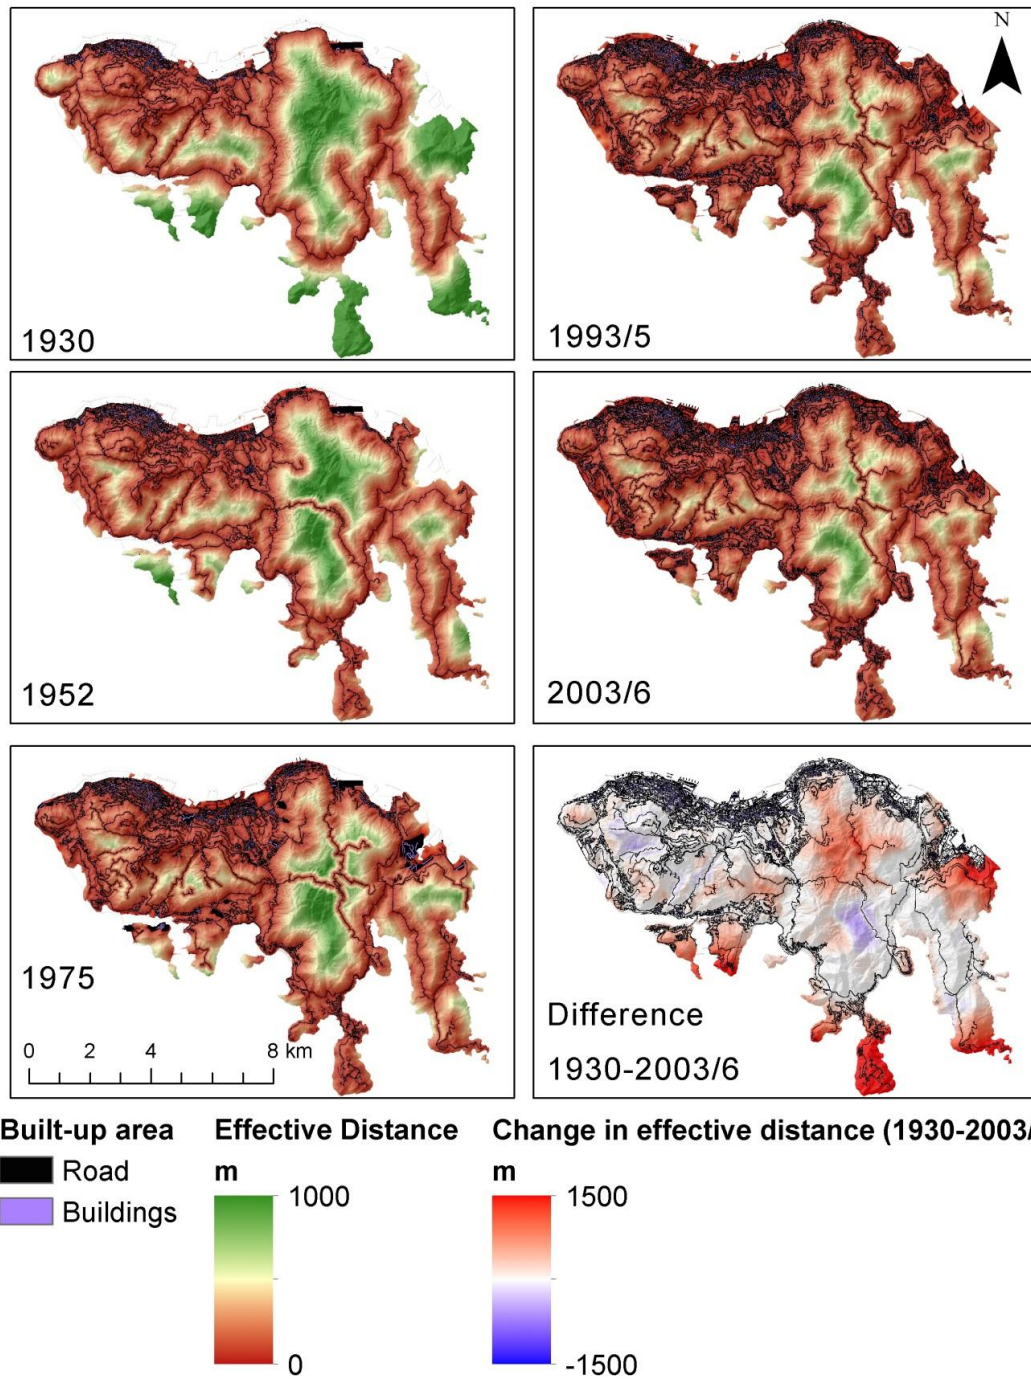 N
1930
1993/5
1952
2003/6
1975
0 2 4 8 km
Difference
1930-2003/6
Built-up area
Road
Buildings
Effective Distance
m
1000
0
Change in effective distance (1930-2003/
m
1500
-1500